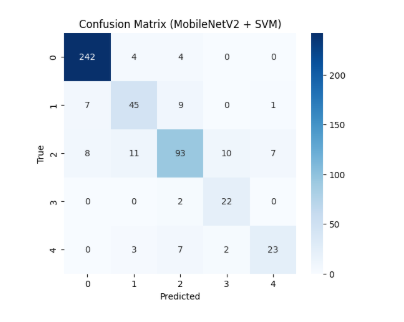 Confusion Matrix (MobileNetV2 + SVM)
0 242 4 4 0 0
1 7 45 9 0 1
2 8 11 93 10 7
3 0 0 2 22 0
4 0 3 7 2 23
0 1 2 3 4
True
Predicted
200
150
100
50
0